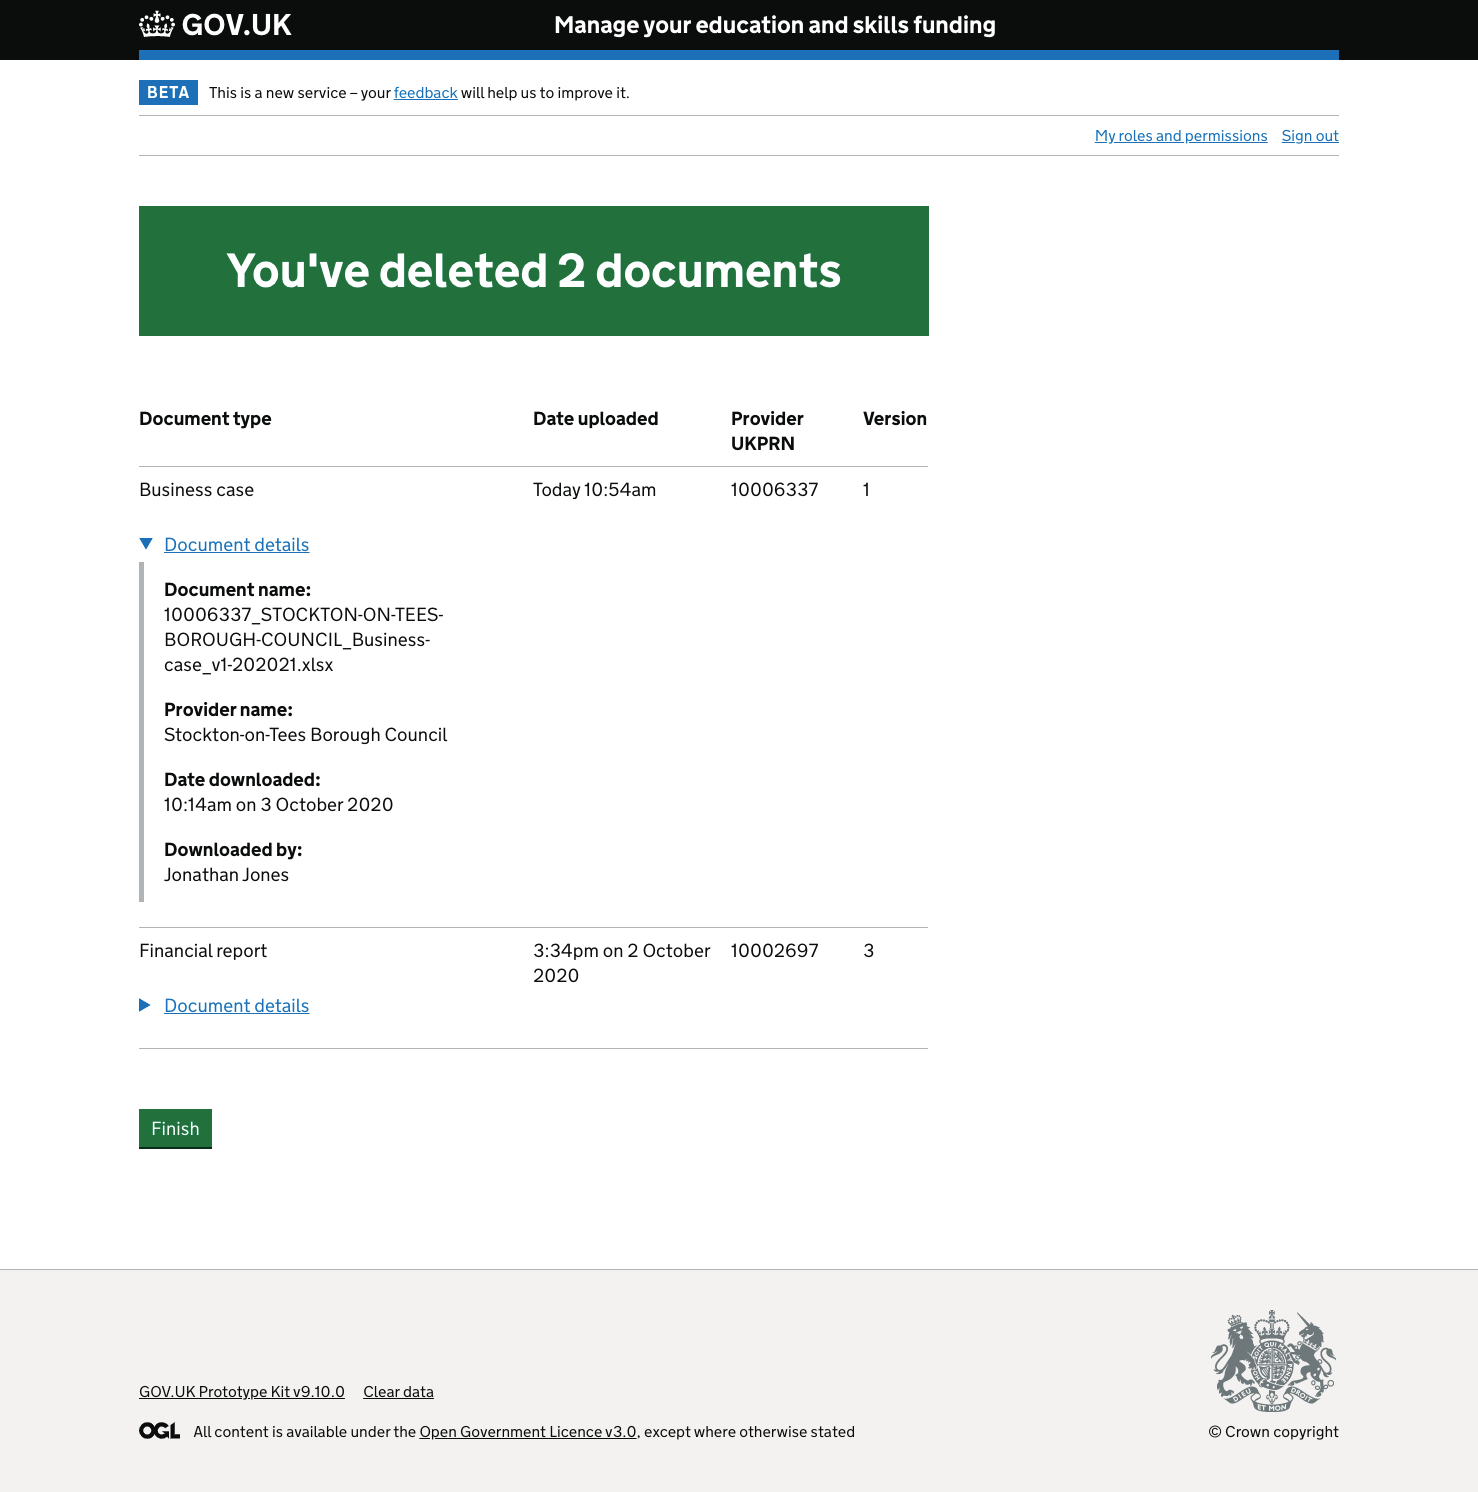 GOV.UK
Manage your education and skills funding
BETA
This is a new service – your feedback will help us to improve it.
My roles and permissions
Sign out
You've deleted 2 documents
Document type
Date uploaded
Provider
UKPRN
Version
Business case
Today 10:54am
10006337
1
▼ Document details
Document name:
10006337_STOCKTON-ON-TEES-
BOROUGH-COUNCIL_Business-
case_v1-202021.xlsx
Provider name:
Stockton-on-Tees Borough Council
Date downloaded:
10:14am on 3 October 2020
Downloaded by:
Jonathan Jones
Financial report
3:34pm on 2 October
2020
10002697
3
▶ Document details
Finish
GOV.UK Prototype Kit v9.10.0
Clear data
OGL
All content is available under the Open Government Licence v3.0, except where otherwise stated
DIEU ET MON DROIT
© Crown copyright